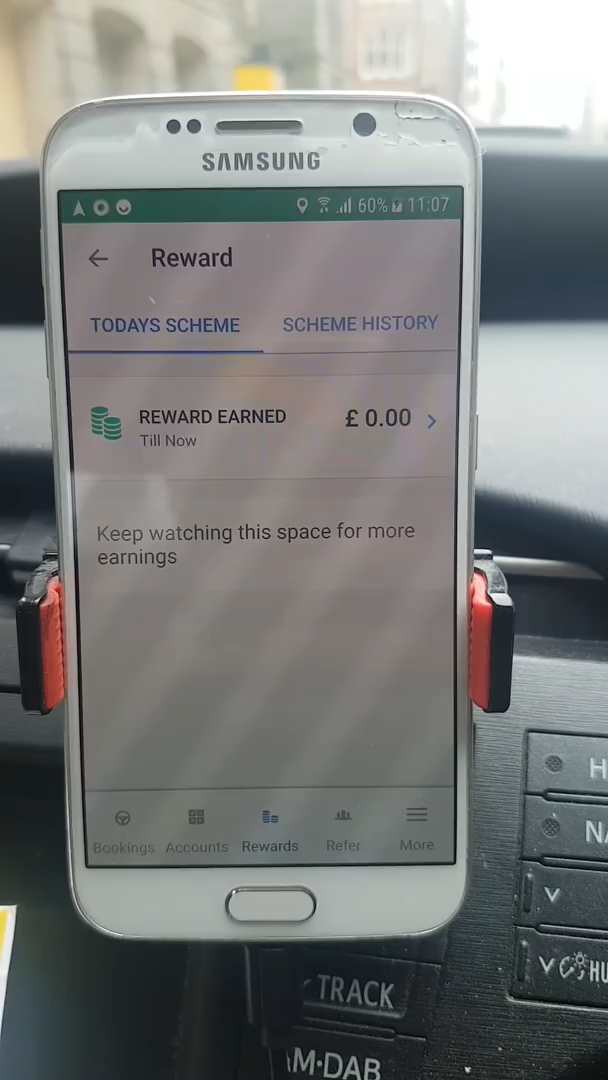 SAMSUNG
60% 11:07
Reward
TODAYS SCHEME SCHEME HISTORY
REWARD EARNED £ 0.00
Till Now
Keep watching this space for more
earnings
Bookings Accounts Rewards Refer More
TRACK